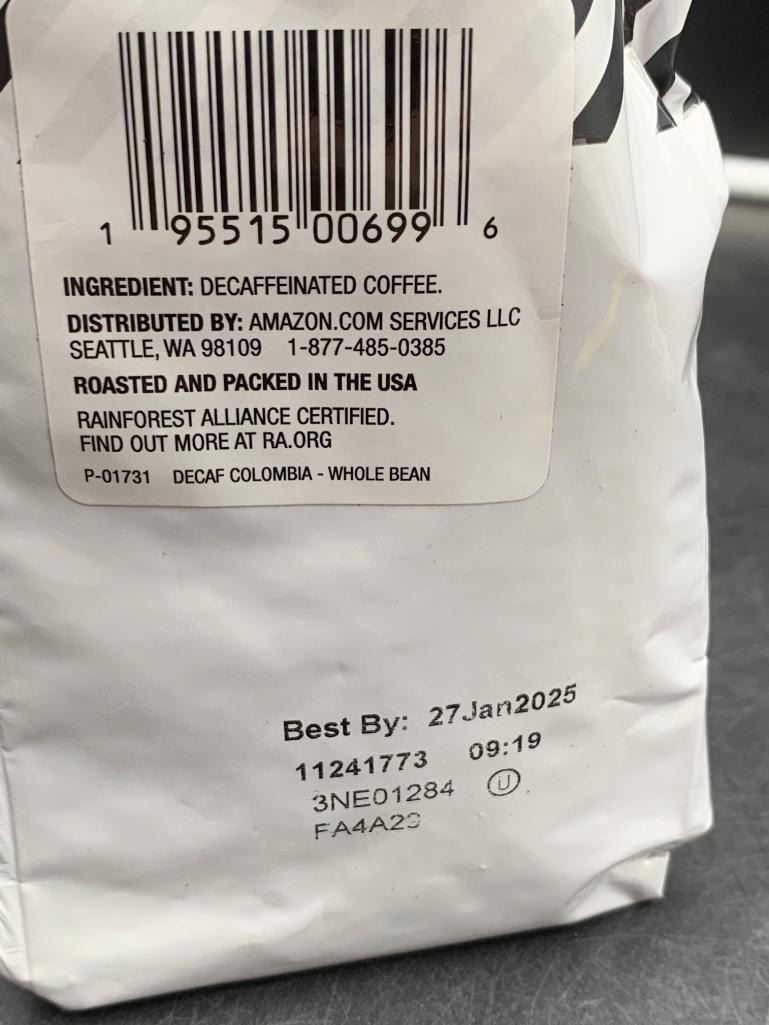 1 95515 00699 6
INGREDIENT: DECAFFEINATED COFFEE.
DISTRIBUTED BY: AMAZON.COM SERVICES LLC
SEATTLE, WA 98109 1-877-485-0385
ROASTED AND PACKED IN THE USA
RAINFOREST ALLIANCE CERTIFIED.
FIND OUT MORE AT RA.ORG
P-01731 DECAF COLOMBIA - WHOLE BEAN
Best By: 27Jan2025
11241773 09:19
3NE01284 U
FA4A23